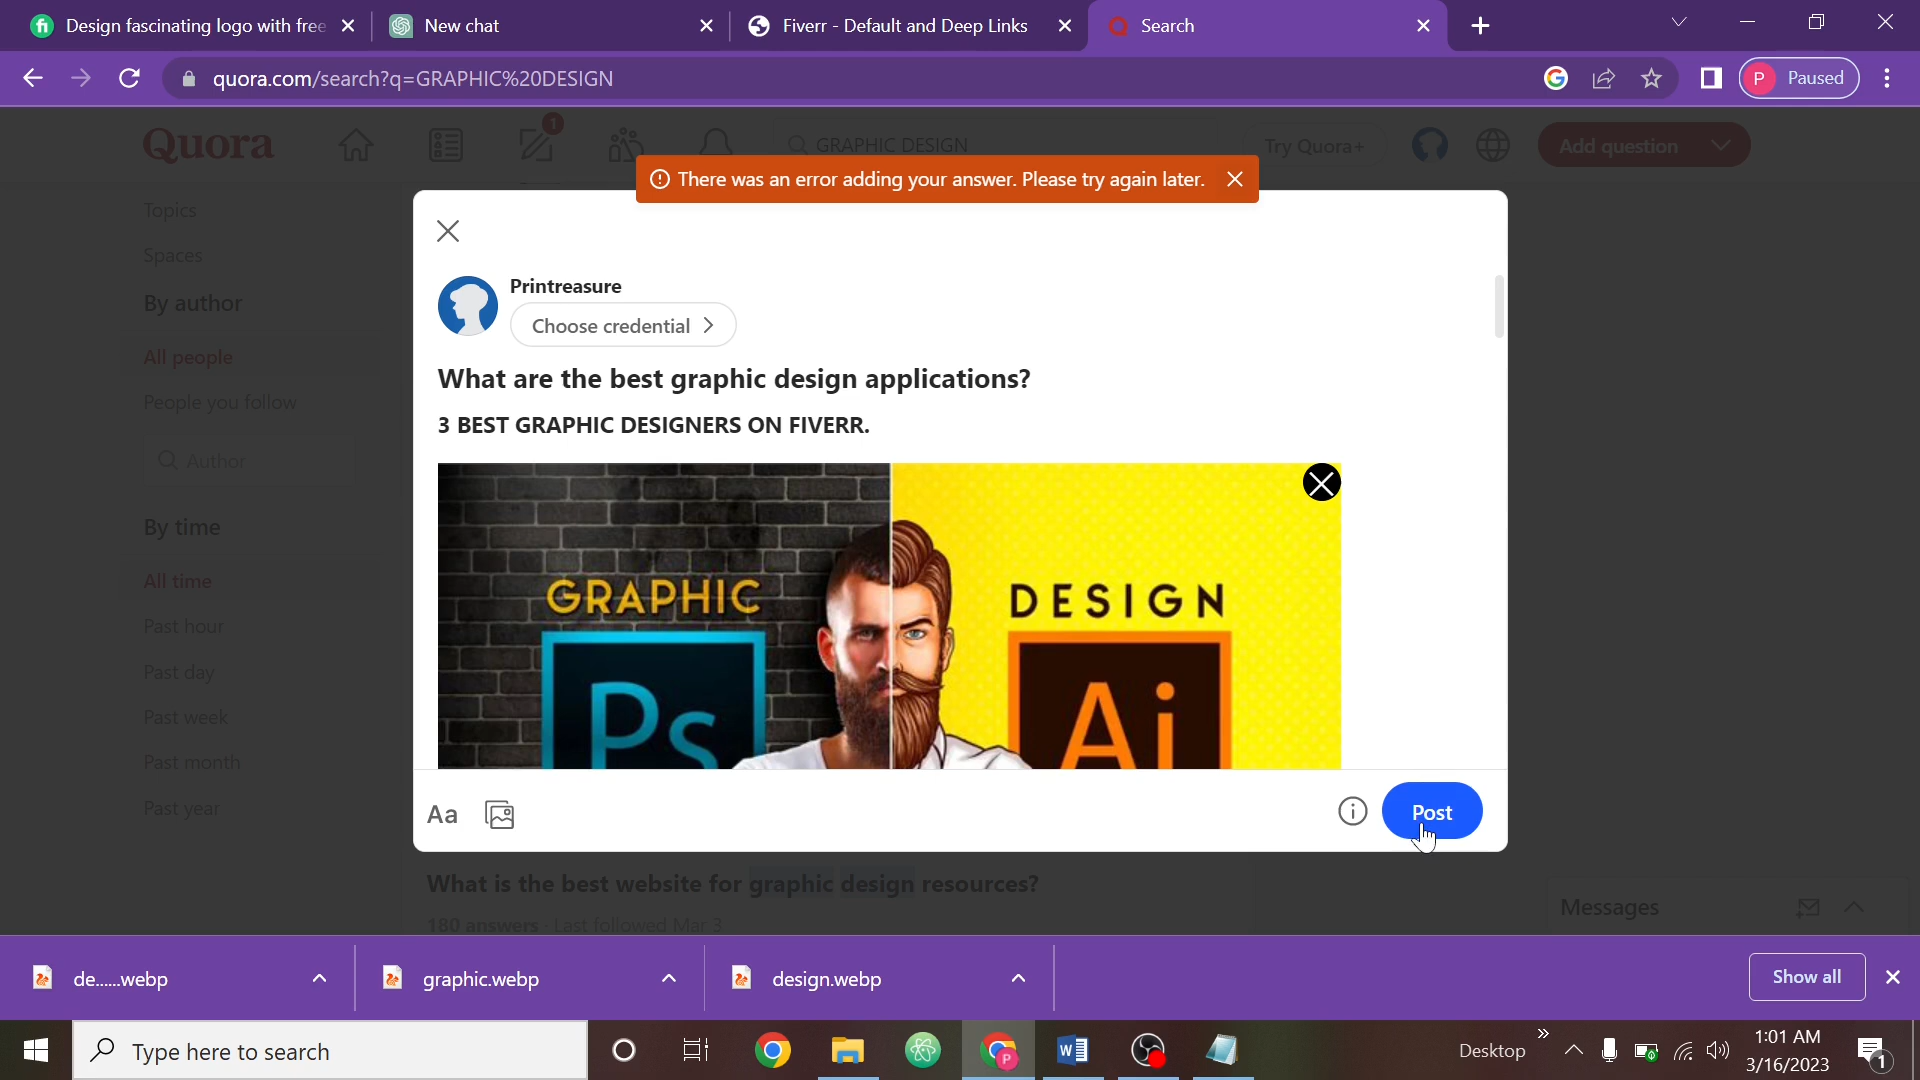 Design fascinating logo with free
New chat
Fiverr - Default and Deep Links
Search
quora.com/search?q=GRAPHIC%20DESIGN
P Paused
Quora
1
GRAPHIC DESIGN
Try Quora+
Add question
There was an error adding your answer. Please try again later.
Topics
Spaces
By author
All people
People you follow
Author
By time
All time
Past hour
Past day
Past week
Past month
Past year
Printreasure
Choose credential
What are the best graphic design applications?
3 BEST GRAPHIC DESIGNERS ON FIVERR.
GRAPHIC
DESIGN
Ps
Ai
Aa
Post
What is the best website for graphic design resources?
180 answers · Last followed Mar 3
Messages
de......webp
graphic.webp
design.webp
Show all
Type here to search
Desktop
1:01 AM
3/16/2023
1